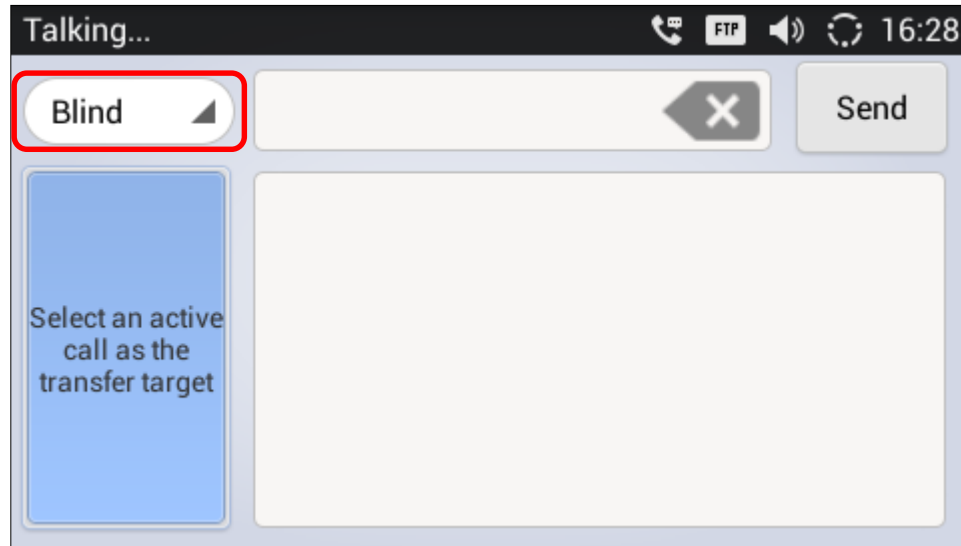 Talking...
FTP
16:28
Blind
Send
Select an active
call as the
transfer target